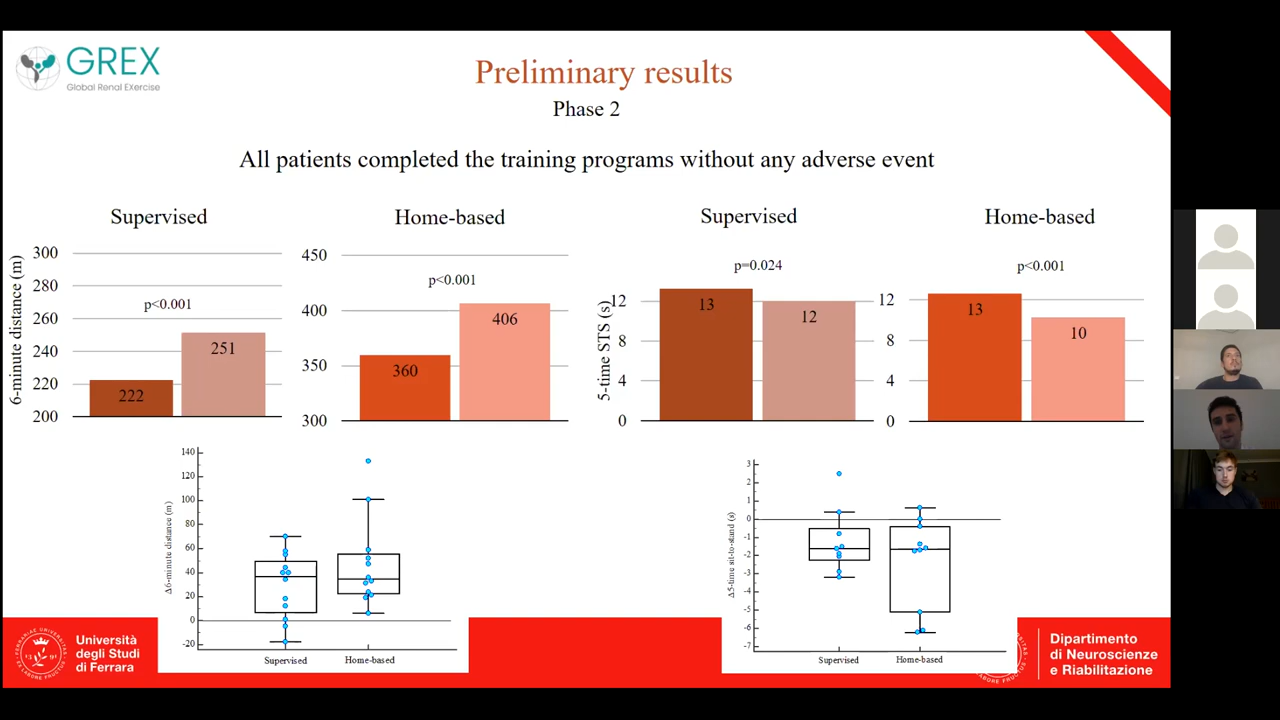 GREX
Global Renal Exercise
Preliminary results
Phase 2
All patients completed the training programs without any adverse event
Supervised
Home-based
Supervised
Home-based
6-minute distance (m)
300
280
260
240
220
200
p<0.001
222
251
450
400
350
300
p<0.001
360
406
5-time STS (s)
12
8
4
0
p=0.024
13
12
12
8
4
0
p<0.001
13
10
Δ6-minute distance (m)
140
120
100
80
60
40
20
0
-20
Supervised
Home-based
Δ5-time sit-to-stand (s)
3
2
1
0
-1
-2
-3
-4
-5
-6
-7
Supervised
Home-based
Università
degli Studi
di Ferrara
Dipartimento
di Neuroscienze
e Riabilitazione